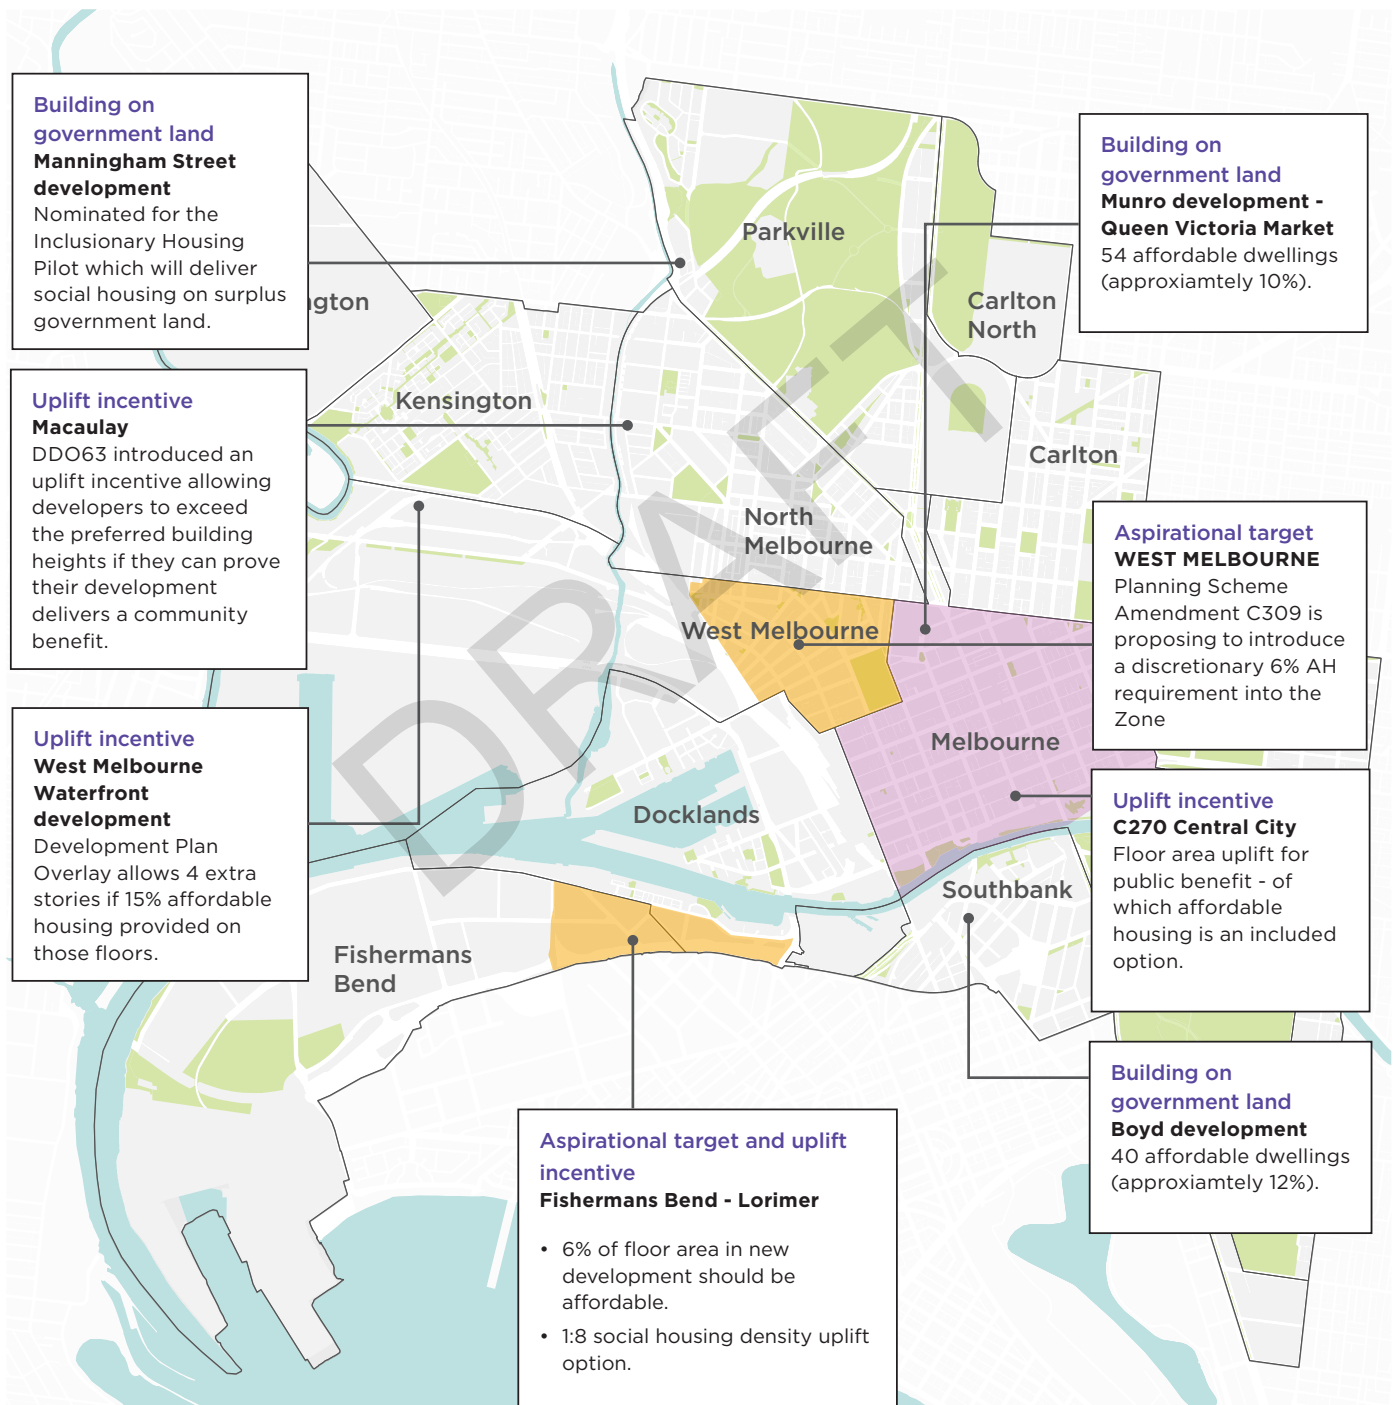 Building on
government land
Manningham Street
development
Nominated for the
Inclusionary Housing
Pilot which will deliver
social housing on surplus
government land.
Uplift incentive
Macaulay
DDO63 introduced an
uplift incentive allowing
developers to exceed
the preferred building
heights if they can prove
their development
delivers a community
benefit.
Uplift incentive
West Melbourne
Waterfront
development
Development Plan
Overlay allows 4 extra
stories if 15% affordable
housing provided on
those floors.
Building on
government land
Munro development -
Queen Victoria Market
54 affordable dwellings
(approxiamtely 10%).
Aspirational target
WEST MELBOURNE
Planning Scheme
Amendment C309 is
proposing to introduce
a discretionary 6% AH
requirement into the
Zone
Uplift incentive
C270 Central City
Floor area uplift for
public benefit - of
which affordable
housing is an included
option.
Building on
government land
Boyd development
40 affordable dwellings
(approxiamtely 12%).
Aspirational target and uplift
incentive
Fishermans Bend - Lorimer
• 6% of floor area in new
development should be
affordable.
• 1:8 social housing density uplift
option.
Parkville
Carlton
North
ngton
Kensington
Carlton
North
Melbourne
West Melbourne
Melbourne
Docklands
Southbank
Fishermans
Bend
DRAFT